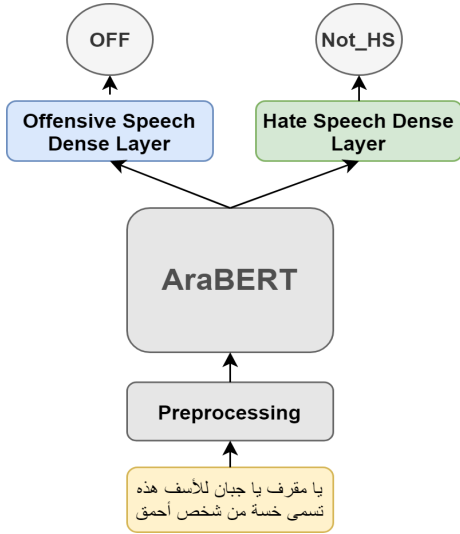 OFF
Not_HS
Offensive Speech
Dense Layer
Hate Speech Dense
Layer
AraBERT
Preprocessing
يا مقرف يا جبان للأسف هذه
تسمى خسة من شخص أحمق